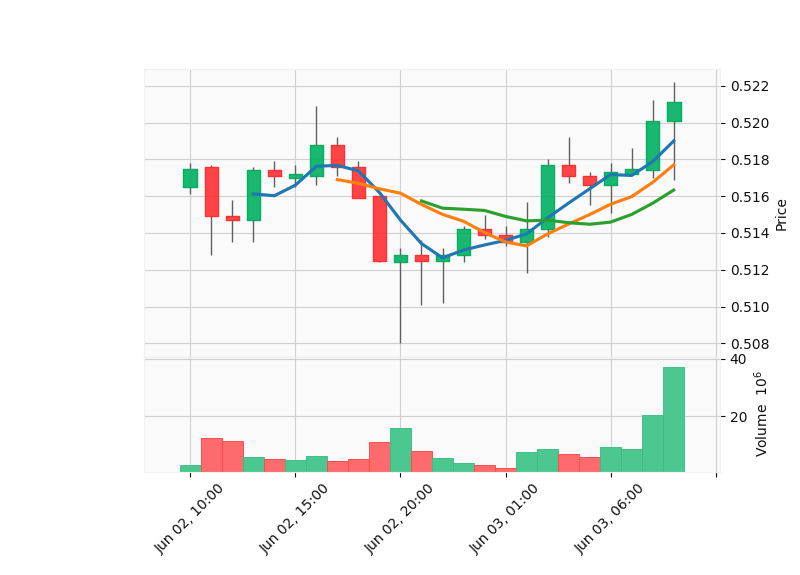 0.522
0.520
0.518
0.516
0.514
0.512
0.510
0.508
Price
40
20
Volume 10^6
Jun 02, 10:00
Jun 02, 15:00
Jun 02, 20:00
Jun 03, 01:00
Jun 03, 06:00